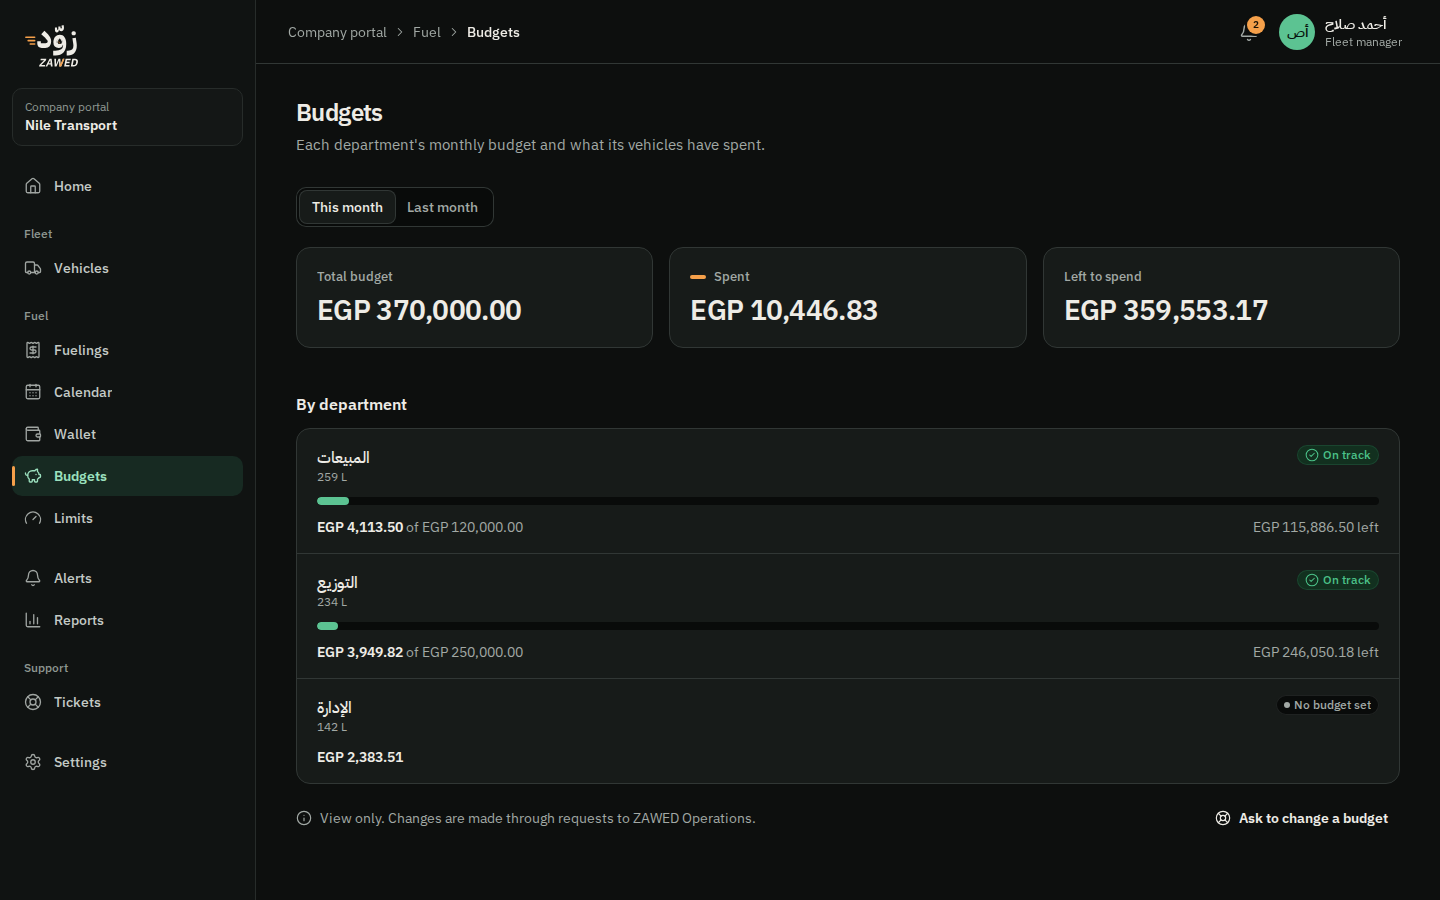 زوّد
ZAWED
Company portal
Nile Transport
Home
Fleet
Vehicles
Fuel
Fuelings
Calendar
Wallet
Budgets
Limits
Alerts
Reports
Support
Tickets
Settings
Company portal > Fuel > Budgets
2
أص
أحمد صلاح
Fleet manager
Budgets
Each department's monthly budget and what its vehicles have spent.
This month
Last month
Total budget
EGP 370,000.00
Spent
EGP 10,446.83
Left to spend
EGP 359,553.17
By department
المبيعات
On track
259 L
EGP 4,113.50 of EGP 120,000.00
EGP 115,886.50 left
التوزيع
On track
234 L
EGP 3,949.82 of EGP 250,000.00
EGP 246,050.18 left
الإدارة
No budget set
142 L
EGP 2,383.51
View only. Changes are made through requests to ZAWED Operations.
Ask to change a budget